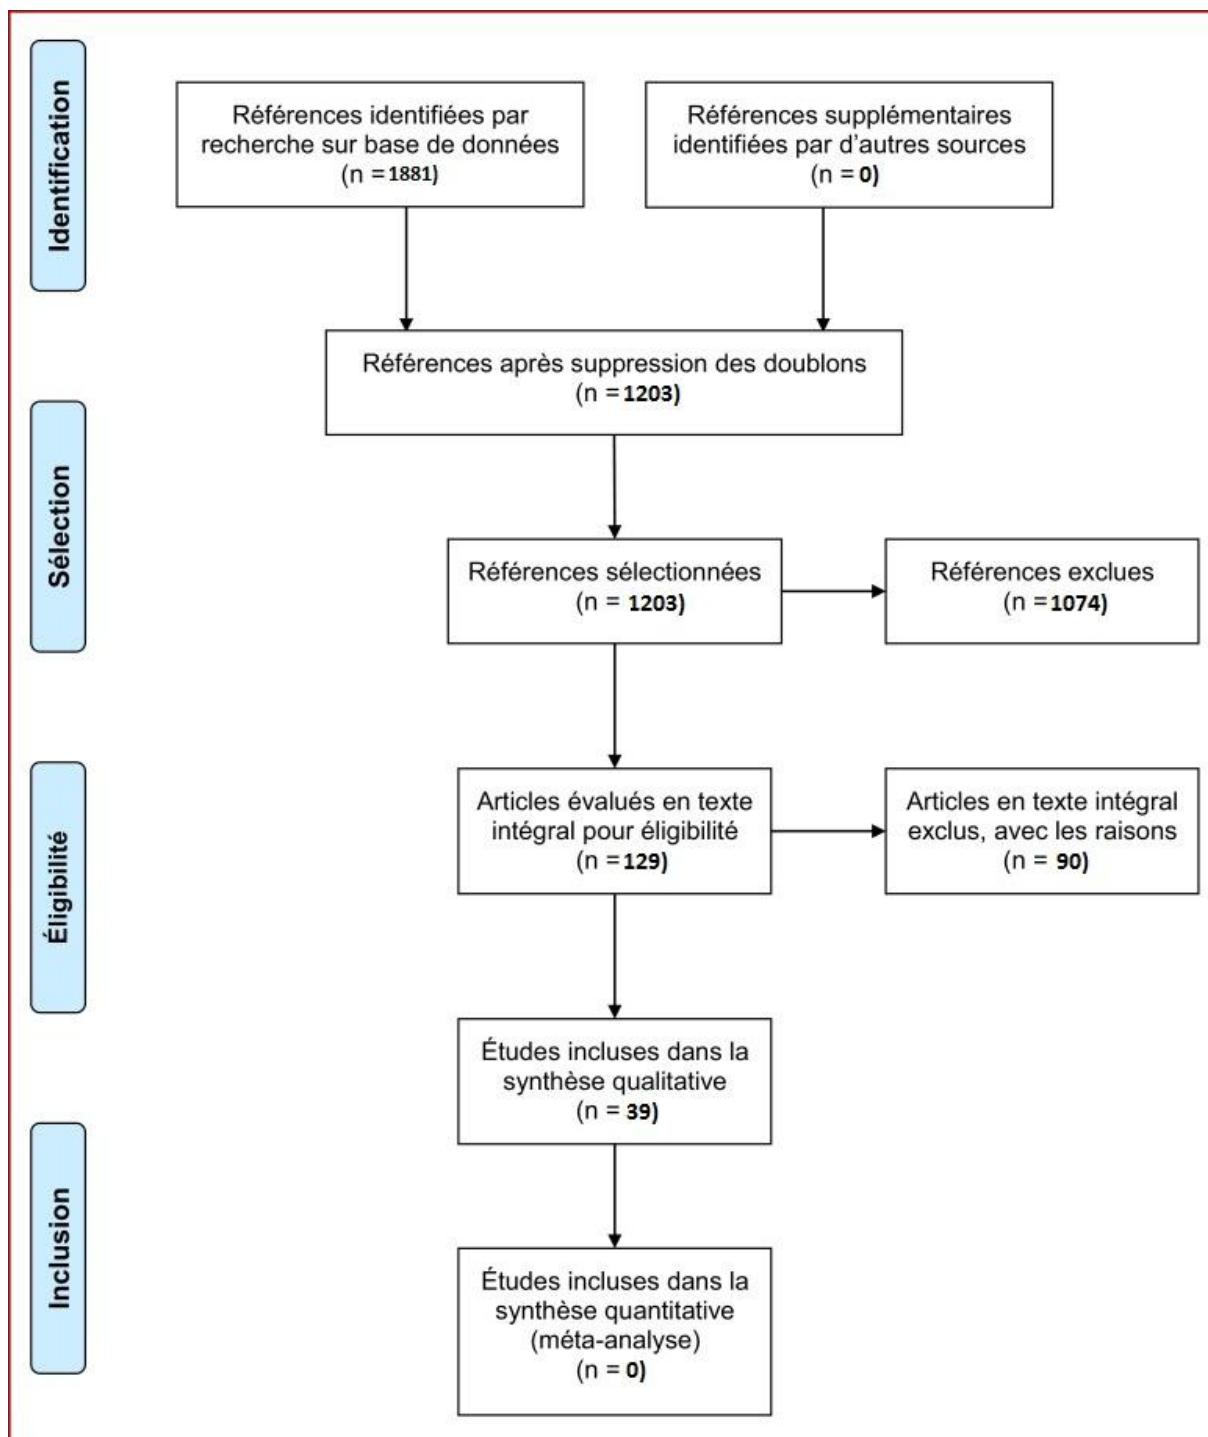 Identification
Références identifiées par
recherche sur base de données
(n = 1881)
Références supplémentaires
identifiées par d'autres sources
(n = 0)
Références après suppression des doublons
(n = 1203)
Sélection
Références sélectionnées
(n = 1203)
Références exclues
(n = 1074)
Éligibilité
Articles évalués en texte
intégral pour éligibilité
(n = 129)
Articles en texte intégral
exclus, avec les raisons
(n = 90)
Études incluses dans la
synthèse qualitative
(n = 39)
Inclusion
Études incluses dans la
synthèse quantitative
(méta-analyse)
(n = 0)